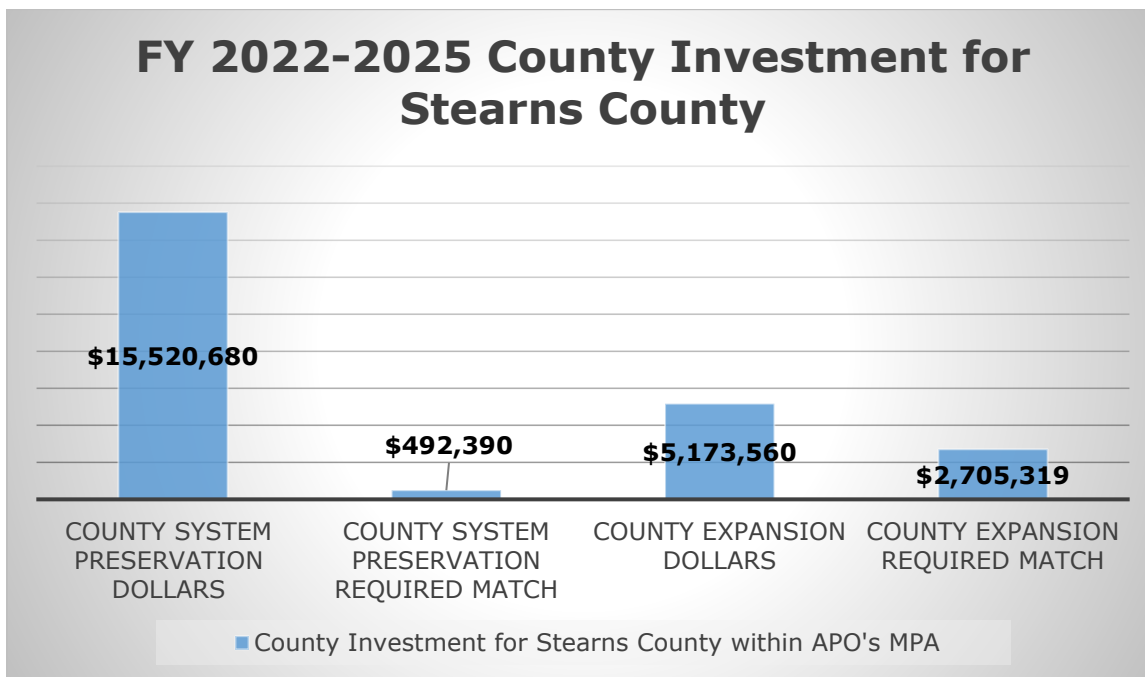 FY 2022-2025 County Investment for
Stearns County
$15,520,680
$492,390
$5,173,560
$2,705,319
COUNTY SYSTEM
PRESERVATION
DOLLARS
COUNTY SYSTEM
PRESERVATION
REQUIRED MATCH
COUNTY EXPANSION
DOLLARS
COUNTY EXPANSION
REQUIRED MATCH
County Investment for Stearns County within APO's MPA